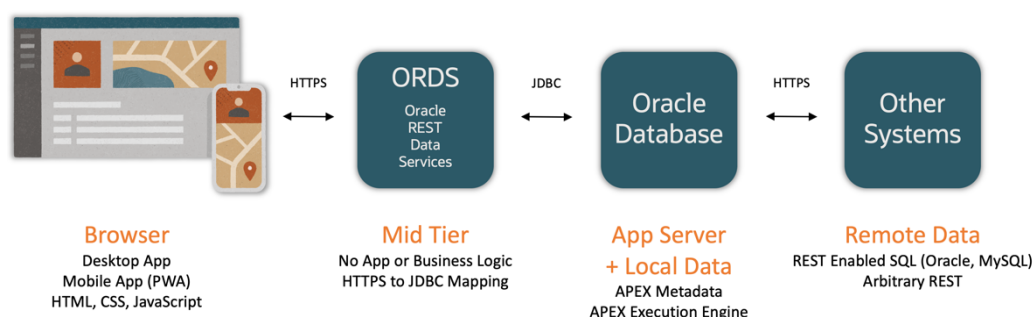 HTTPS
ORDS
Oracle
REST
Data
Services
JDBC
Oracle
Database
HTTPS
Other
Systems
Browser
Desktop App
Mobile App (PWA)
HTML, CSS, JavaScript
Mid Tier
No App or Business Logic
HTTPS to JDBC Mapping
App Server
+ Local Data
APEX Metadata
APEX Execution Engine
Remote Data
REST Enabled SQL (Oracle, MySQL)
Arbitrary REST